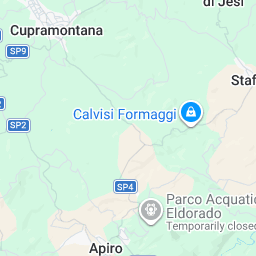 di Jesi
Cupramontana
SP9
Staf
Calvisi Formaggi
SP2
SP4
Parco Acquatic
Eldorado
Temporarily closed
Apiro